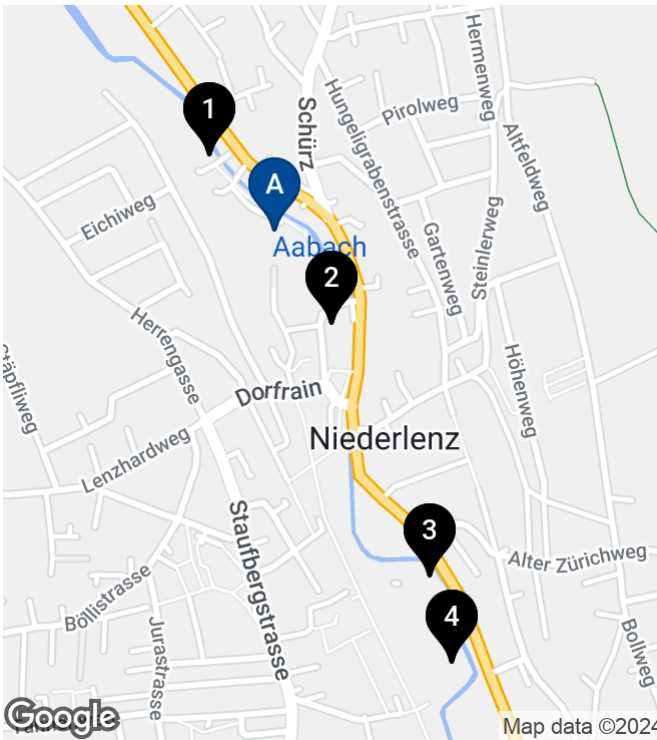 1
A
2
3
4
Hermenweg
Hungeligrabenstrasse
Pirolweg
Schürz
Altfeldweg
Eichiweg
Aabach
Gartenweg
Steinlerweg
Herrengasse
Stäpfliweg
Höhenweg
Dorfrain
Lenzhardweg
Niederlenz
Staufbergstrasse
Alter Zürichweg
Böllistrasse
Jurastrasse
Bollweg
Google
Map data ©2024